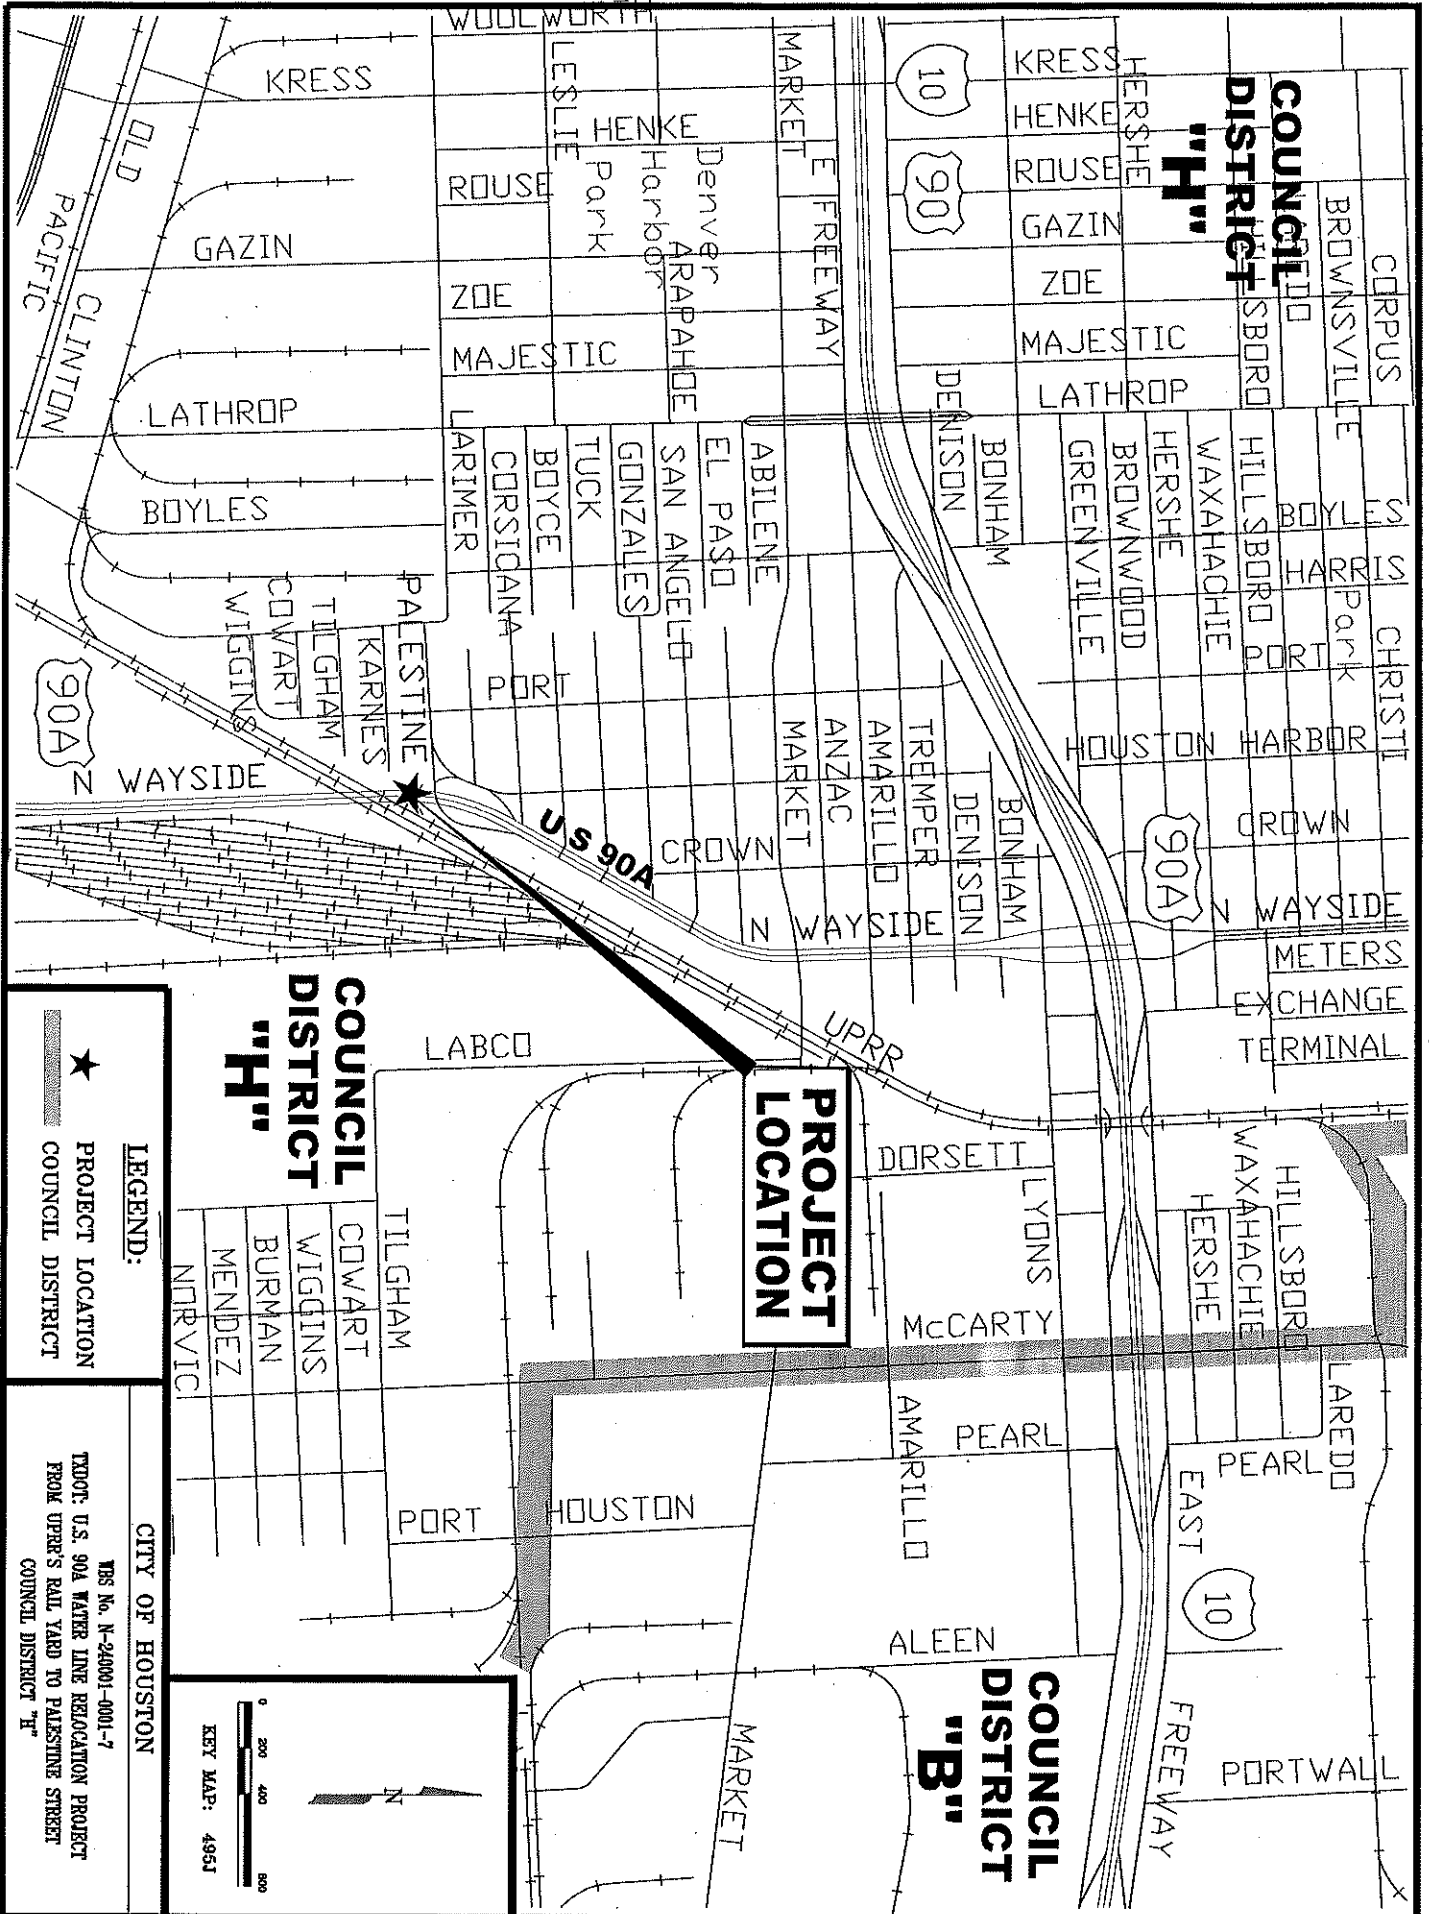 WOOLWORTH
KRESS
LESLIE
MARKET
10
KRESS
HERSHE
COUNCIL
DISTRICT
"H"
HENKE
HENKE
OLD
ROUSE
Park
Denver
Harbor
E FREEWAY
90
ROUSE
BROWNSVILLE
CORPUS
PACIFIC
GAZIN
ARAPAHOE
GAZIN
ZOE
ZOE
HILLSBORO
CLINTON
MAJESTIC
MAJESTIC
LATHROP
LATHROP
DENISON
LARIMER
CORSICANA
BOYCE
TUCK
GONZALES
SAN ANGELO
EL PASO
ABILENE
BONHAM
GREENVILLE
BROWNWOOD
HERSHE
WAXAHACHIE
HILLSBORO
BOYLES
BOYLES
HARRIS
Park
CHRISTI
PALESTINE
KARNES
TILGHAM
COWART
WIGGINS
PORT
PORT
90A
N WAYSIDE
MARKET
ANZAC
AMARILLO
TREMPER
DENISON
BONHAM
HOUSTON HARBOR
U S 90A
CROWN
CROWN
90A
N WAYSIDE
N WAYSIDE
METERS
EXCHANGE
TERMINAL
COUNCIL
DISTRICT
"H"
LABCO
UPRR
PROJECT
LOCATION
DORSETT
LYONS
HERSHE
WAXAHACHIE
HILLSBORO
TILGHAM
COWART
WIGGINS
BURMAN
MENDEZ
NORVIC
McCARTY
LAREDO
AMARILLO
PEARL
PEARL
EAST
PORT HOUSTON
10
ALEEN
COUNCIL
DISTRICT
"B"
MARKET
FREEWAY
PORTWALL
LEGEND:
PROJECT LOCATION
COUNCIL DISTRICT
0 200 400 800
N
KEY MAP: 495J
CITY OF HOUSTON
WBS No. N-24001-0001-7
TXDOT: U.S. 90A WATER LINE RELOCATION PROJECT
FROM UPRR'S RAIL YARD TO PALESTINE STREET
COUNCIL DISTRICT "H"